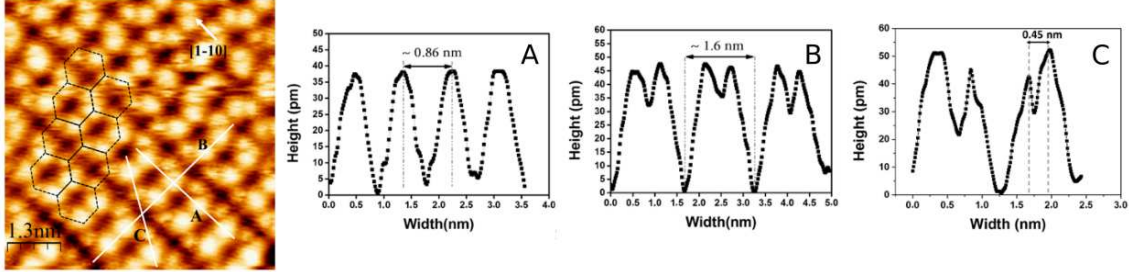 [1-10]
B
A
C
1.3nm
A
~ 0.86 nm
Height (pm)
50
45
40
35
30
25
20
15
10
5
0
0.0 0.5 1.0 1.5 2.0 2.5 3.0 3.5 4.0
Width(nm)
B
~ 1.6 nm
Height (pm)
60
55
50
45
40
35
30
25
20
15
10
5
0
0.0 0.5 1.0 1.5 2.0 2.5 3.0 3.5 4.0 4.5 5.0
Width(nm)
C
0.45 nm
Height (pm)
50
40
30
20
10
0
0.0 0.5 1.0 1.5 2.0 2.5 3.0
Width (nm)